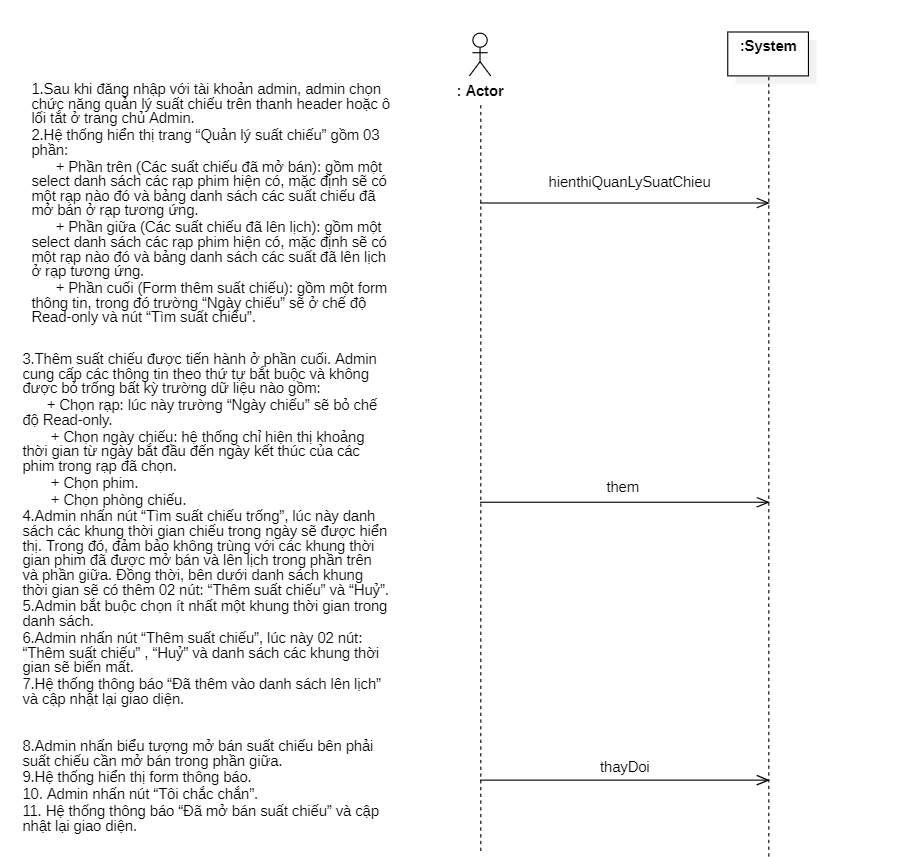 :System
: Actor
1.Sau khi đăng nhập với tài khoản admin, admin chọn
chức năng quản lý suất chiếu trên thanh header hoặc ô
lối tắt ở trang chủ Admin.
2.Hệ thống hiển thị trang “Quản lý suất chiếu” gồm 03
phần:
+ Phần trên (Các suất chiếu đã mở bán): gồm một
select danh sách các rạp phim hiện có, mặc định sẽ có
một rạp nào đó và bảng danh sách các suất chiếu đã
mở bán ở rạp tương ứng.
+ Phần giữa (Các suất chiếu đã lên lịch): gồm một
select danh sách các rạp phim hiện có, mặc định sẽ có
một rạp nào đó và bảng danh sách các suất đã lên lịch
ở rạp tương ứng.
+ Phần cuối (Form thêm suất chiếu): gồm một form
thông tin, trong đó trường “Ngày chiếu” sẽ ở chế độ
Read-only và nút “Tìm suất chiếu”.
hienthiQuanLySuatChieu
3.Thêm suất chiếu được tiến hành ở phần cuối. Admin
cung cấp các thông tin theo thứ tự bắt buộc và không
được bỏ trống bất kỳ trường dữ liệu nào gồm:
+ Chọn rạp: lúc này trường “Ngày chiếu” sẽ bỏ chế
độ Read-only.
+ Chọn ngày chiếu: hệ thống chỉ hiện thị khoảng
thời gian từ ngày bắt đầu đến ngày kết thúc của các
phim trong rạp đã chọn.
+ Chọn phim.
+ Chọn phòng chiếu.
4.Admin nhấn nút “Tìm suất chiếu trống”, lúc này danh
sách các khung thời gian chiếu trong ngày sẽ được hiển
thị. Trong đó, đảm bảo không trùng với các khung thời
gian phim đã được mở bán và lên lịch trong phần trên
và phần giữa. Đồng thời, bên dưới danh sách khung
thời gian sẽ có thêm 02 nút: “Thêm suất chiếu” và “Huỷ”.
5.Admin bắt buộc chọn ít nhất một khung thời gian trong
danh sách.
6.Admin nhấn nút “Thêm suất chiếu”, lúc này 02 nút:
“Thêm suất chiếu” , “Huỷ” và danh sách các khung thời
gian sẽ biến mất.
7.Hệ thống thông báo “Đã thêm vào danh sách lên lịch”
và cập nhật lại giao diện.
them
8.Admin nhấn biểu tượng mở bán suất chiếu bên phải
suất chiếu cần mở bán trong phần giữa.
9.Hệ thống hiển thị form thông báo.
10. Admin nhấn nút “Tôi chắc chắn”.
11. Hệ thống thông báo “Đã mở bán suất chiếu” và cập
nhật lại giao diện.
thayDoi